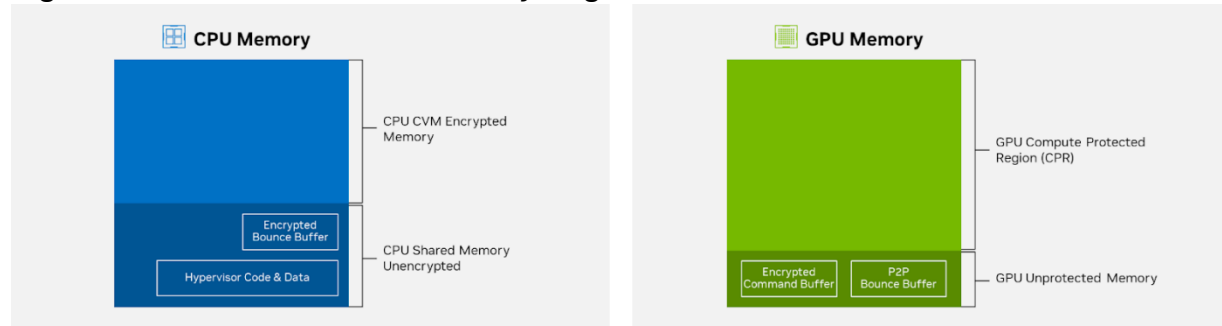 CPU Memory
CPU CVM Encrypted
Memory
Encrypted
Bounce Buffer
Hypervisor Code & Data
CPU Shared Memory
Unencrypted
GPU Memory
GPU Compute Protected
Region (CPR)
Encrypted
Command Buffer
P2P
Bounce Buffer
GPU Unprotected Memory